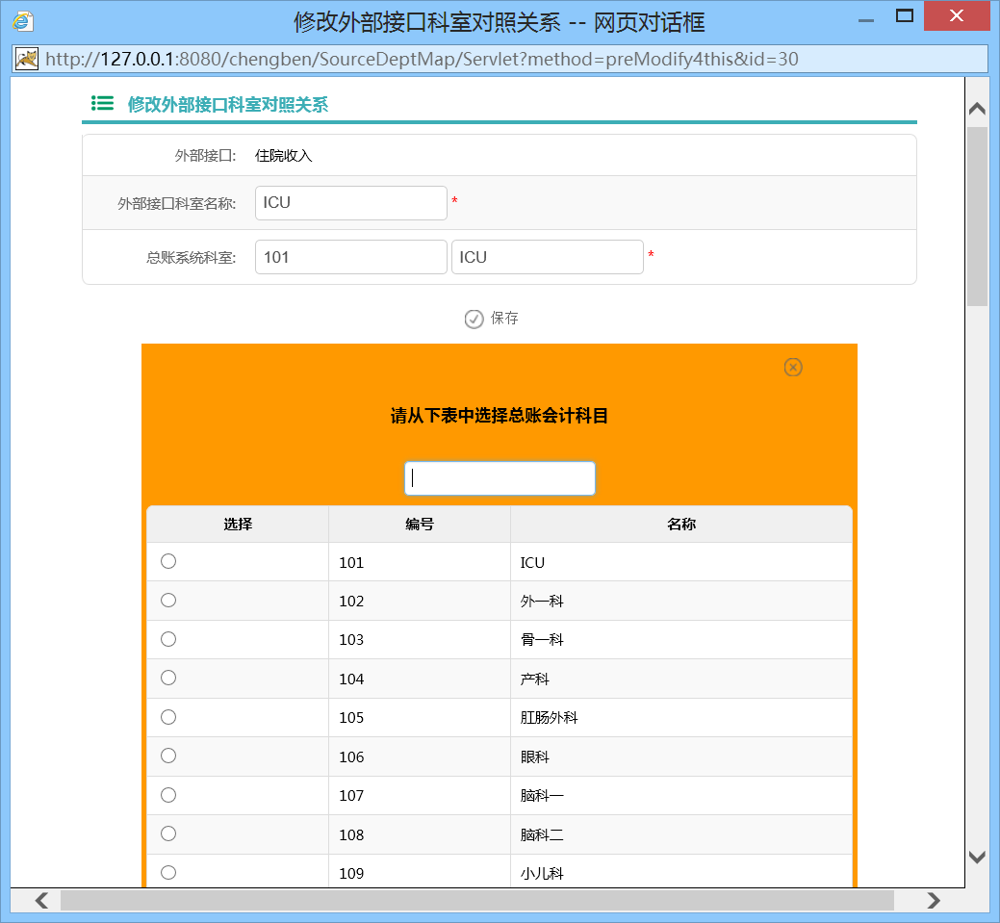 修改外部接口科室对照关系 -- 网页对话框
http://127.0.0.1:8080/chengben/SourceDeptMap/Servlet?method=preModify4this&id=30
修改外部接口科室对照关系
外部接口: 住院收入
外部接口科室名称: ICU *
总账系统科室: 101 ICU *
保存
请从下表中选择总账会计科目
选择 编号 名称
101 ICU
102 外一科
103 骨一科
104 产科
105 肛肠外科
106 眼科
107 脑科一
108 脑科二
109 小儿科